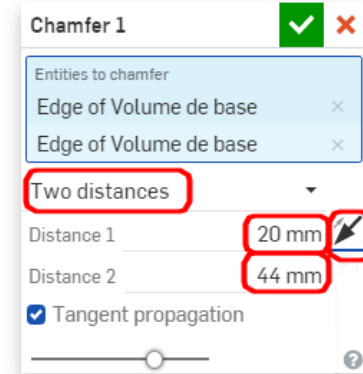 Chamfer 1
Entities to chamfer
Edge of Volume de base
Edge of Volume de base
Two distances
Distance 1 20 mm
Distance 2 44 mm
Tangent propagation